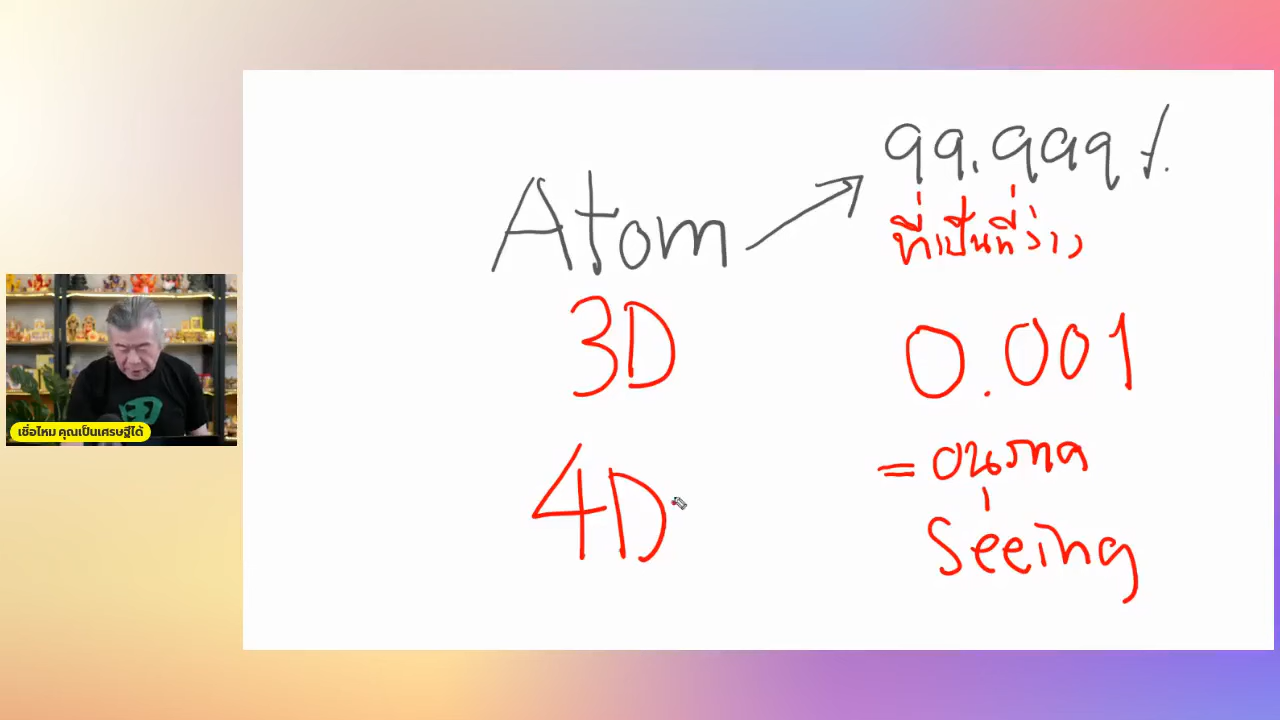 Atom
99.999%
ที่เป็นที่ว่าง
3D
0.001
4D
= อนุภาค
seeing
เชื่อไหม คุณเป็นเศรษฐีได้